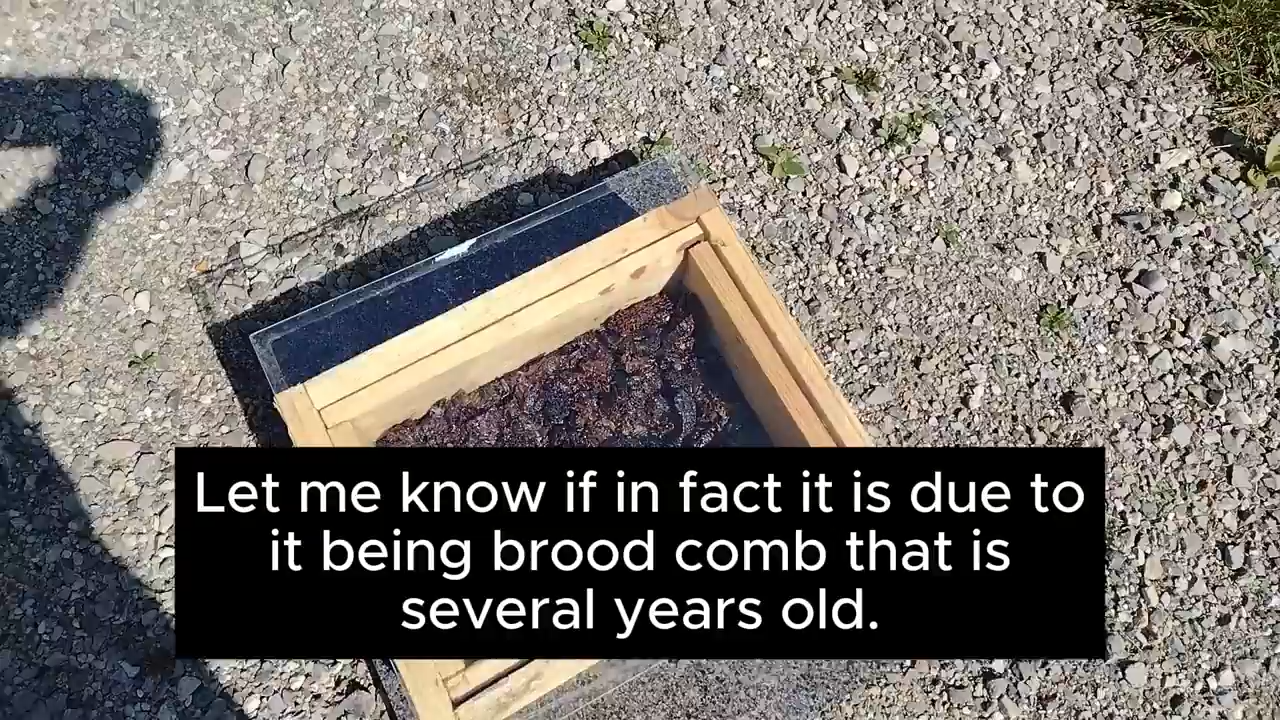 Let me know if in fact it is due to
it being brood comb that is
several years old.